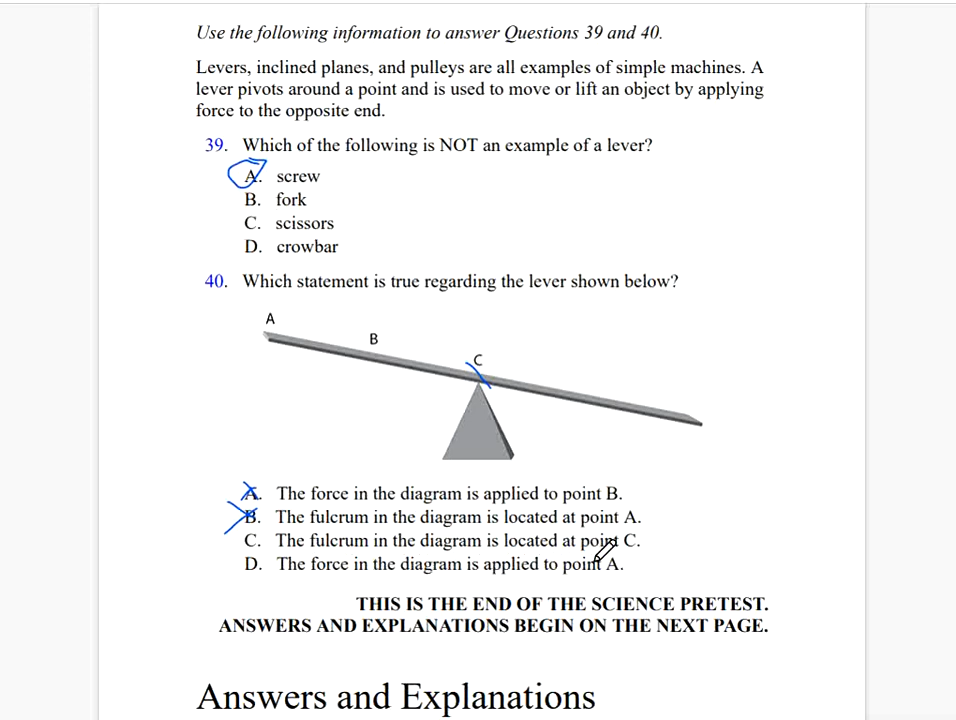 Use the following information to answer Questions 39 and 40.
Levers, inclined planes, and pulleys are all examples of simple machines. A
lever pivots around a point and is used to move or lift an object by applying
force to the opposite end.
39. Which of the following is NOT an example of a lever?
A. screw
B. fork
C. scissors
D. crowbar
40. Which statement is true regarding the lever shown below?
A
B
C
A. The force in the diagram is applied to point B.
B. The fulcrum in the diagram is located at point A.
C. The fulcrum in the diagram is located at point C.
D. The force in the diagram is applied to point A.
THIS IS THE END OF THE SCIENCE PRETEST.
ANSWERS AND EXPLANATIONS BEGIN ON THE NEXT PAGE.
Answers and Explanations